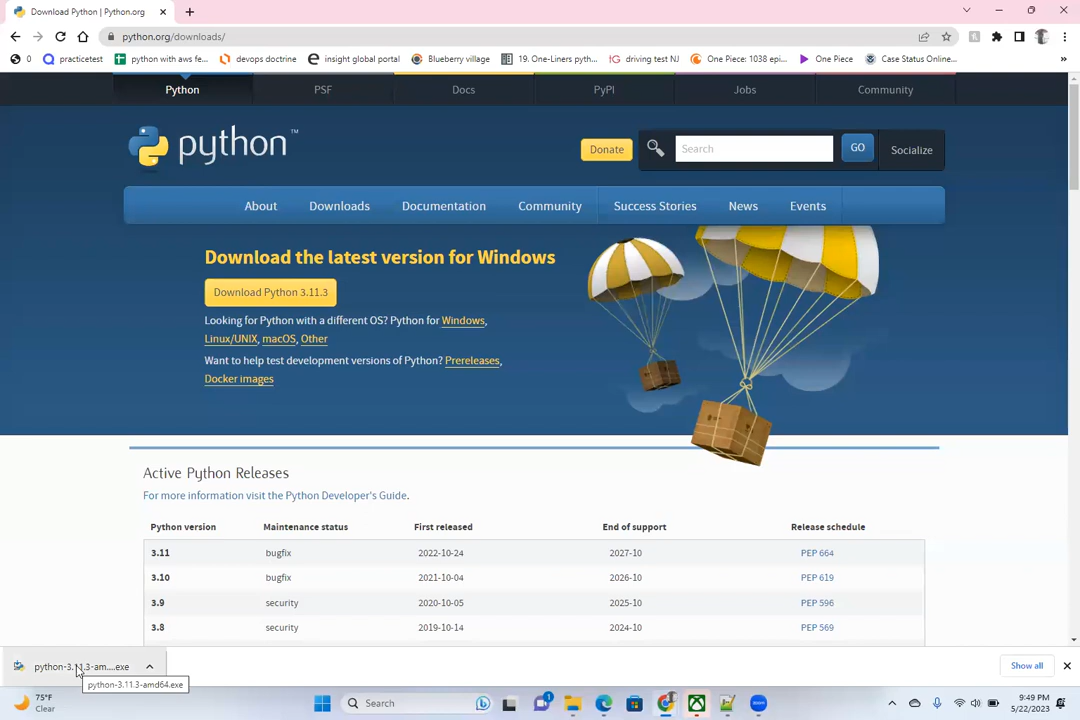 Download Python | Python.org
python.org/downloads/
0
practicetest
python with aws fe...
devops doctrine
insight global portal
Blueberry village
19. One-Liners pyth...
driving test NJ
One Piece: 1038 epi...
One Piece
Case Status Online...
»
Python
PSF
Docs
PyPI
Jobs
Community
python™
Donate
Search
GO
Socialize
About
Downloads
Documentation
Community
Success Stories
News
Events
Download the latest version for Windows
Download Python 3.11.3
Looking for Python with a different OS? Python for Windows,
Linux/UNIX, macOS, Other
Want to help test development versions of Python? Prereleases,
Docker images
Active Python Releases
For more information visit the Python Developer's Guide.
Python version Maintenance status First released End of support Release schedule
3.11 bugfix 2022-10-24 2027-10 PEP 664
3.10 bugfix 2021-10-04 2026-10 PEP 619
3.9 security 2020-10-05 2025-10 PEP 596
3.8 security 2019-10-14 2024-10 PEP 569
python-3.11.3-am....exe
Show all
python-3.11.3-amd64.exe
75°F
Clear
Search
1
9:49 PM
5/22/2023